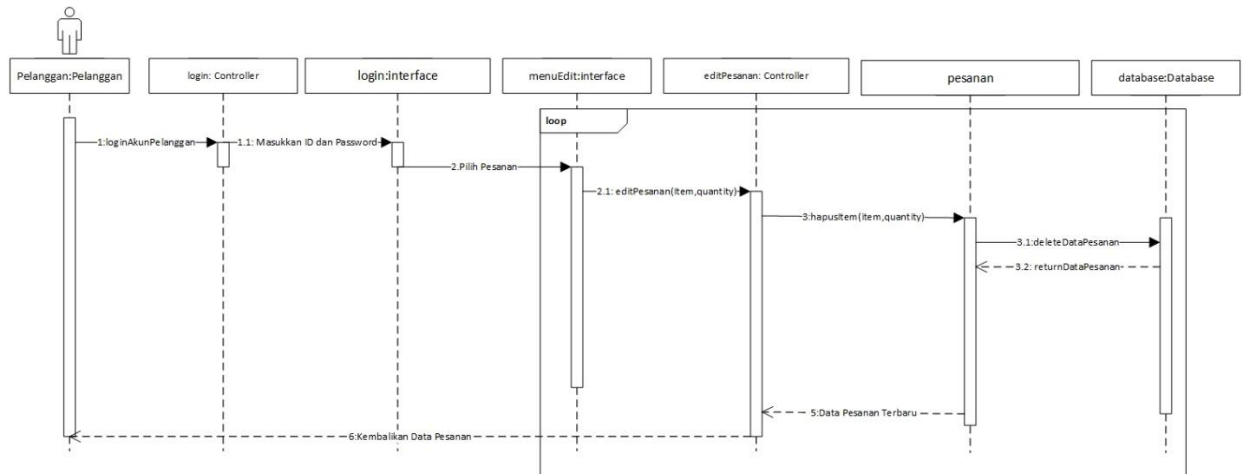 Pelanggan:Pelanggan
login: Controller
login:interface
menuEdit:interface
editPesanan: Controller
pesanan
database:Database
loop
1:loginAkunPelanggan
1.1: Masukkan ID dan Password
2.Pilih Pesanan
2.1: editPesanan(item,quantity)
3:hapusItem(item,quantity)
3.1:deleteDataPesanan
3.2: returnDataPesanan
5:Data Pesanan Terbaru
6:Kembalikan Data Pesanan